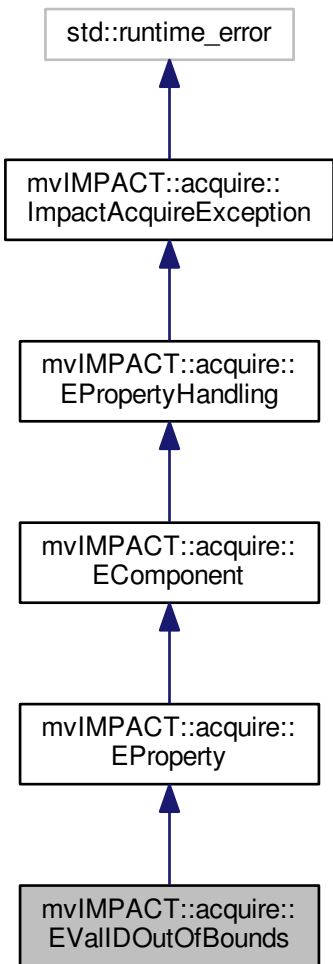 std::runtime_error
mvIMPACT::acquire::
ImpactAcquireException
mvIMPACT::acquire::
EPropertyHandling
mvIMPACT::acquire::
EComponent
mvIMPACT::acquire::
EProperty
mvIMPACT::acquire::
EValIDOutOfBounds